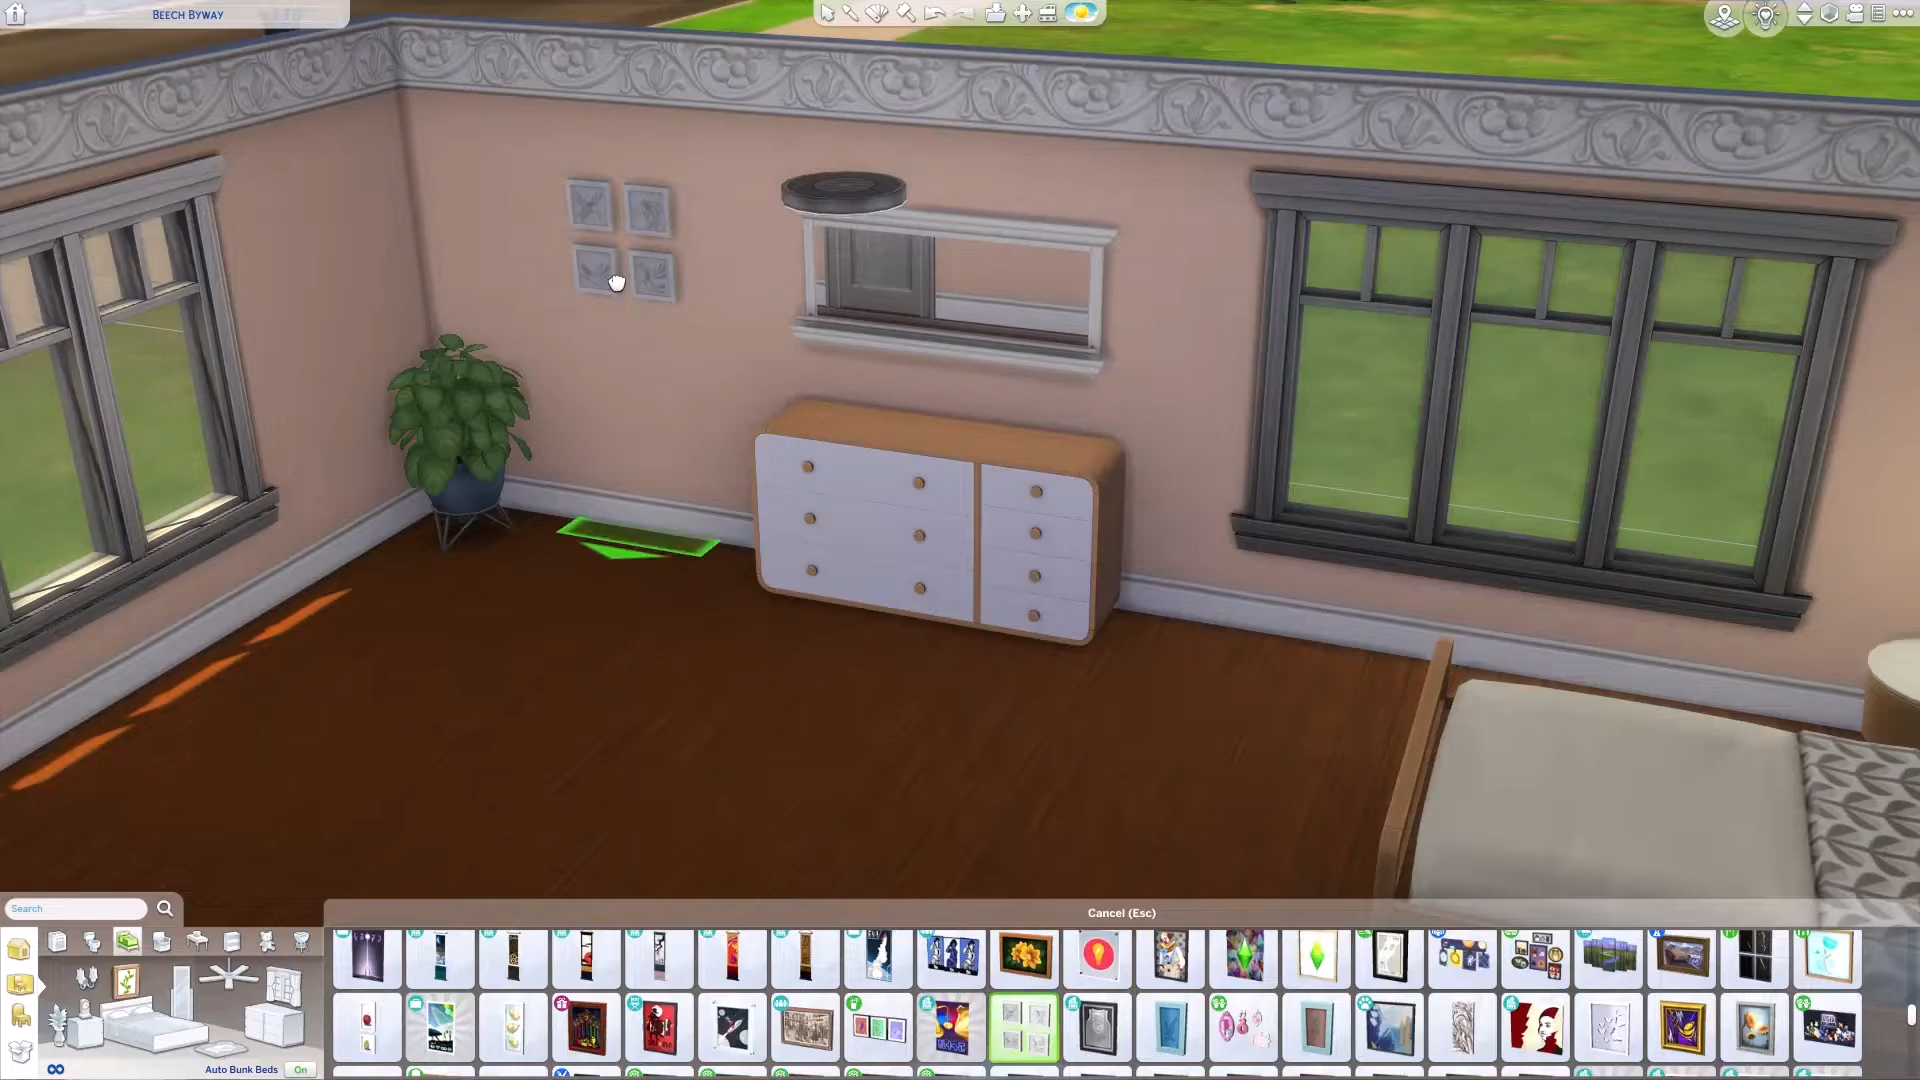 BEECH BYWAY
Search
Cancel (Esc)
Auto Bunk Beds
On